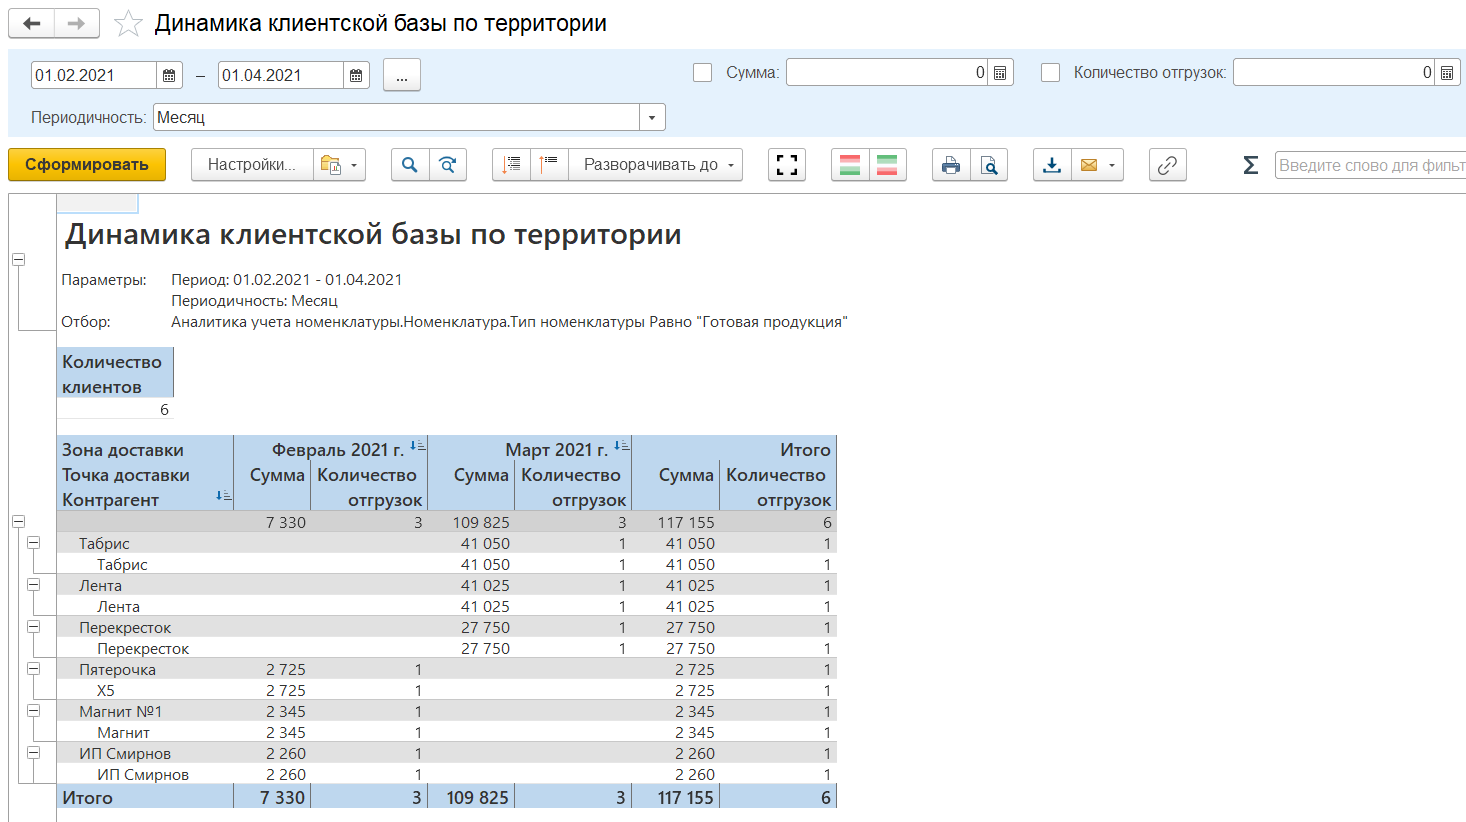 Динамика клиентской базы по территории
01.02.2021 – 01.04.2021 ... Сумма: 0 Количество отгрузок: 0
Периодичность: Месяц
Сформировать Настройки... Разворачивать до Σ Введите слово для фильт
Динамика клиентской базы по территории
Параметры: Период: 01.02.2021 - 01.04.2021
Периодичность: Месяц
Отбор: Аналитика учета номенклатуры.Номенклатура.Тип номенклатуры Равно "Готовая продукция"
Количество
клиентов
6
Зона доставки Февраль 2021 г. Март 2021 г. Итого
Точка доставки Сумма Количество Сумма Количество Сумма Количество
Контрагент отгрузок отгрузок отгрузок
7 330 3 109 825 3 117 155 6
Табрис 41 050 1 41 050 1
Табрис 41 050 1 41 050 1
Лента 41 025 1 41 025 1
Лента 41 025 1 41 025 1
Перекресток 27 750 1 27 750 1
Перекресток 27 750 1 27 750 1
Пятерочка 2 725 1 2 725 1
X5 2 725 1 2 725 1
Магнит №1 2 345 1 2 345 1
Магнит 2 345 1 2 345 1
ИП Смирнов 2 260 1 2 260 1
ИП Смирнов 2 260 1 2 260 1
Итого 7 330 3 109 825 3 117 155 6